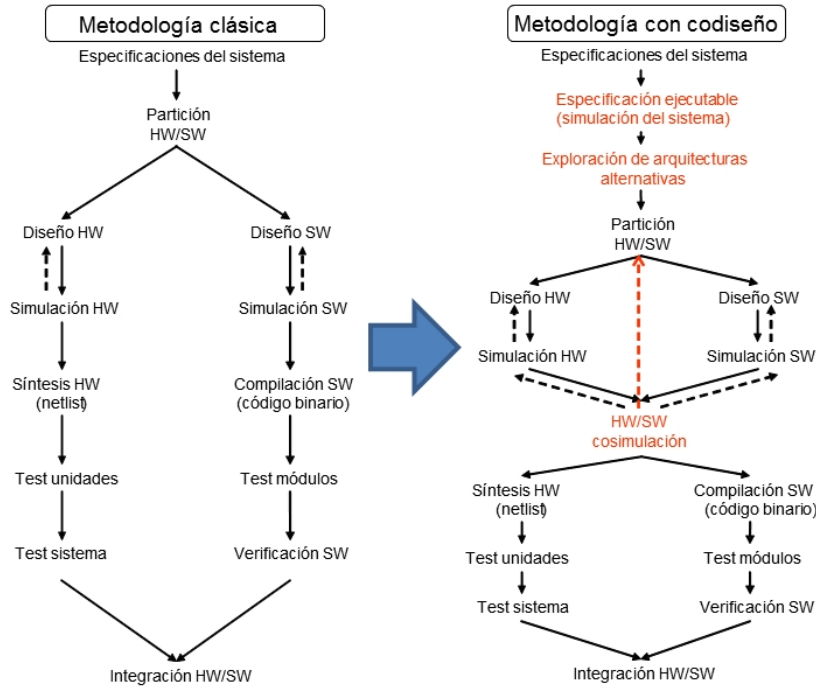 Metodología clásica
Especificaciones del sistema
Partición
HW/SW
Diseño HW
Diseño SW
Simulación HW
Simulación SW
Síntesis HW
(netlist)
Compilación SW
(código binario)
Test unidades
Test módulos
Test sistema
Verificación SW
Integración HW/SW
Metodología con codiseño
Especificaciones del sistema
Especificación ejecutable
(simulación del sistema)
Exploración de arquitecturas
alternativas
Partición
HW/SW
Diseño HW
Diseño SW
Simulación HW
Simulación SW
HW/SW
cosimulación
Síntesis HW
(netlist)
Compilación SW
(código binario)
Test unidades
Test módulos
Test sistema
Verificación SW
Integración HW/SW